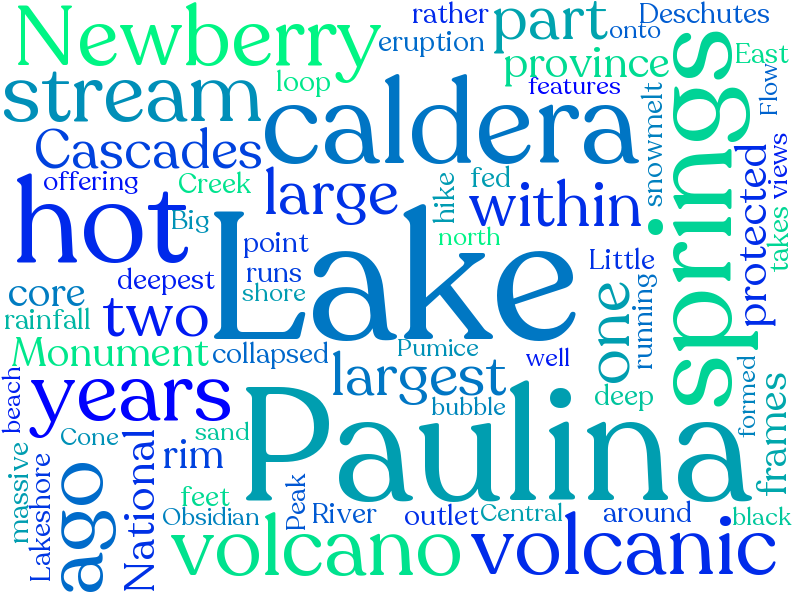 rather
part
Deschutes
Newberry
eruption
onto
province
East
stream
loop
features
springs
Flow
caldera
snowmelt
Cascades
offering
Creek
large
hike
fed
within
protected
views
hot
Big
Lake
north
takes
point
Little
deepest
runs
core
shore
two
one
running
rainfall
Monument
collapsed
Pumice
well
largest
years
beach
bubble
deep
formed
Paulina
frames
Cone
sand
rim
National
massive
Lakeshore
ago
feet
Peak
Obsidian
River
outlet
Central
around
black
volcano
volcanic